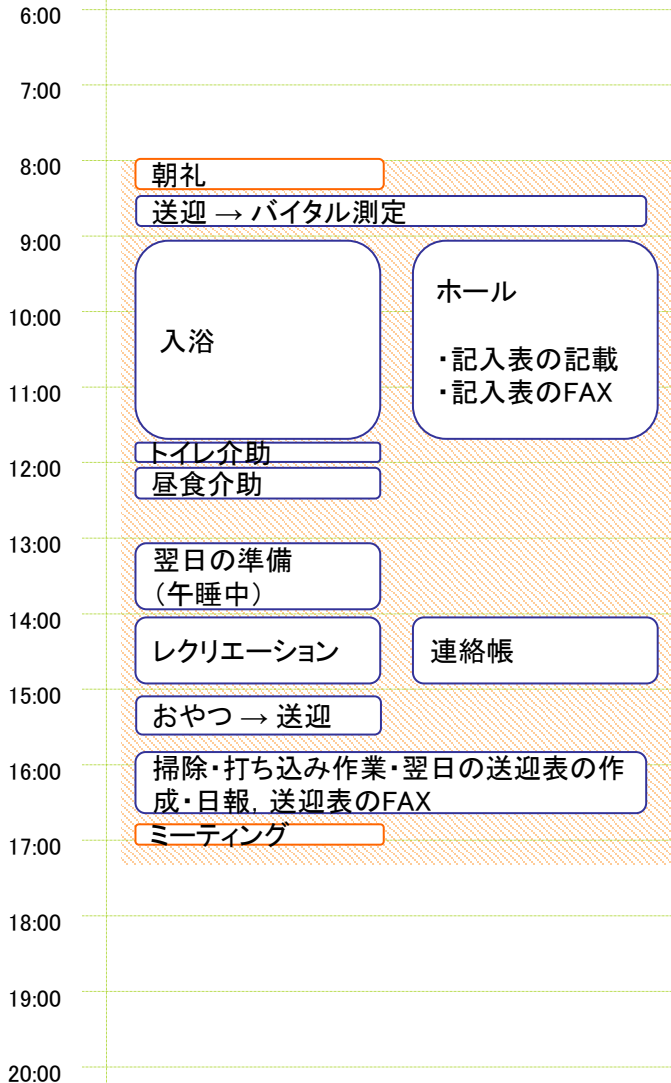 6:00
7:00
8:00
朝礼
送迎 → バイタル測定
9:00
ホール
10:00
入浴
・記入表の記載
11:00
・記入表のFAX
トイレ介助
12:00
昼食介助
13:00
翌日の準備
（午睡中）
14:00
レクリエーション
連絡帳
15:00
おやつ → 送迎
16:00
掃除・打ち込み作業・翌日の送迎表の作
成・日報, 送迎表のFAX
ミーティング
17:00
18:00
19:00
20:00